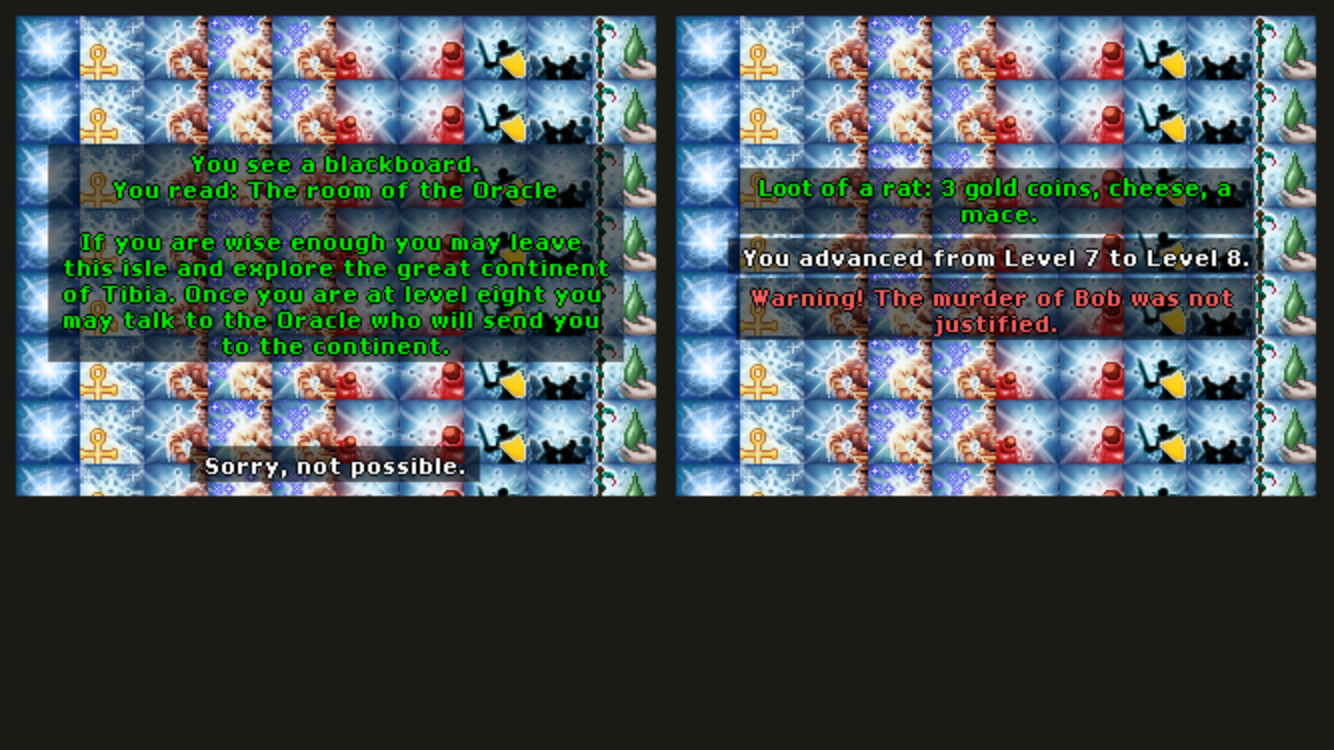 You see a blackboard.
You read: The room of the Oracle
If you are wise enough you may leave
this isle and explore the great continent
of Tibia. Once you are at level eight you
may talk to the Oracle who will send you
to the continent.
Sorry, not possible.
Loot of a rat: 3 gold coins, cheese, a
mace.
You advanced from Level 7 to Level 8.
Warning! The murder of Bob was not
justified.